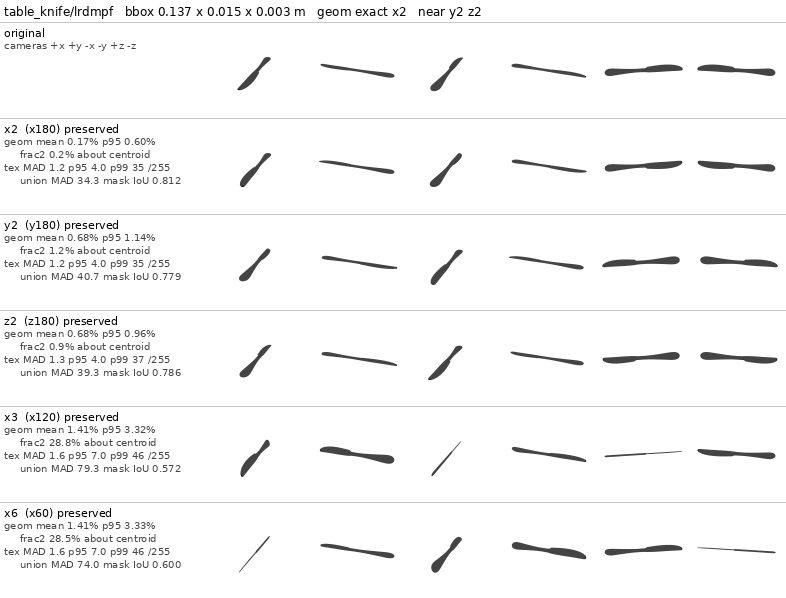 table_knife/lrdmpf   bbox 0.137 x 0.015 x 0.003 m   geom exact x2   near y2 z2
original
cameras +x +y -x -y +z -z
x2  (x180) preserved
geom mean 0.17% p95 0.60%
frac2 0.2% about centroid
tex MAD 1.2 p95 4.0 p99 35 /255
union MAD 34.3 mask IoU 0.812
y2  (y180) preserved
geom mean 0.68% p95 1.14%
frac2 1.2% about centroid
tex MAD 1.2 p95 4.0 p99 36 /255
union MAD 40.7 mask IoU 0.779
z2  (z180) preserved
geom mean 0.68% p95 0.96%
frac2 0.9% about centroid
tex MAD 1.3 p95 4.0 p99 37 /255
union MAD 39.3 mask IoU 0.786
x3  (x120) preserved
geom mean 1.41% p95 3.32%
frac2 28.8% about centroid
tex MAD 1.6 p95 7.0 p99 46 /255
union MAD 79.3 mask IoU 0.572
x6  (x60) preserved
geom mean 1.41% p95 3.33%
frac2 28.5% about centroid
tex MAD 1.6 p95 7.0 p99 46 /255
union MAD 74.0 mask IoU 0.600